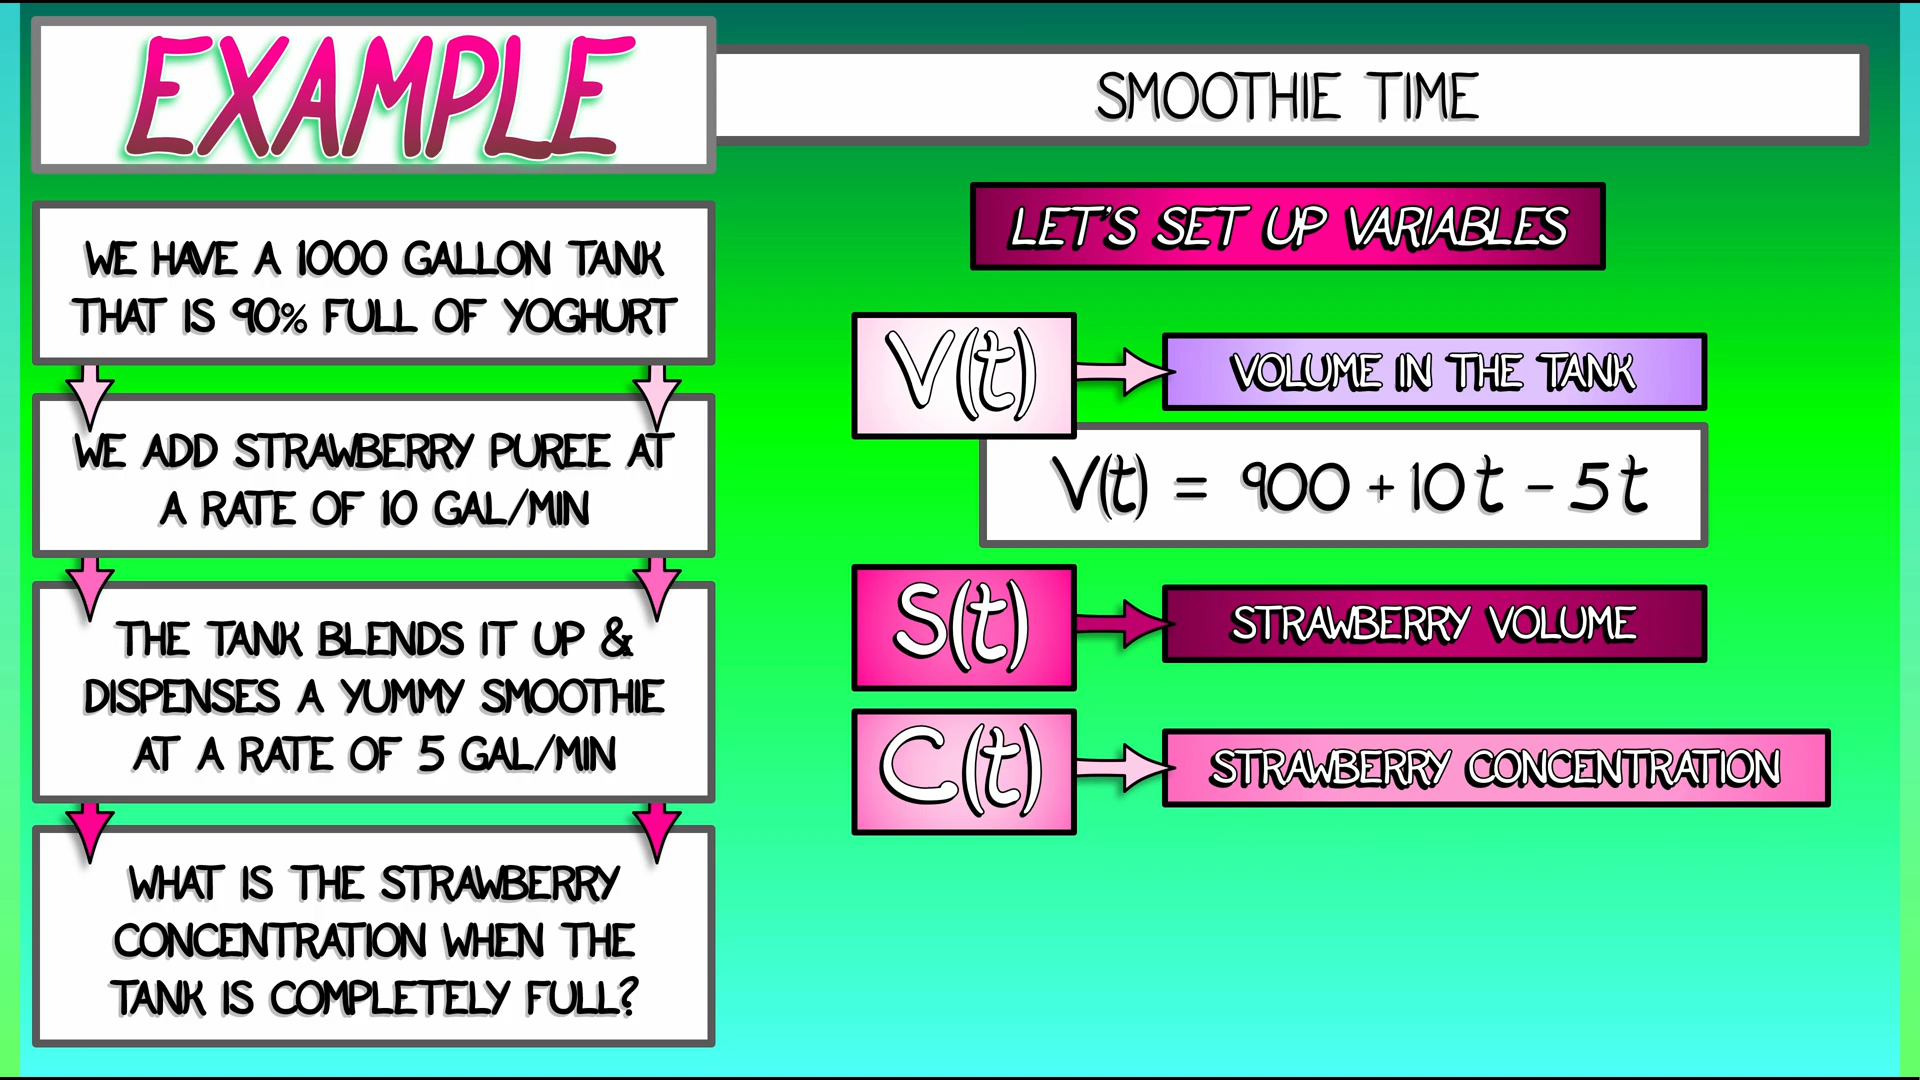 EXAMPLE
SMOOTHIE TIME
WE HAVE A 1000 GALLON TANK
THAT IS 90% FULL OF YOGHURT
WE ADD STRAWBERRY PUREE AT
A RATE OF 10 GAL/MIN
THE TANK BLENDS IT UP &
DISPENSES A YUMMY SMOOTHIE
AT A RATE OF 5 GAL/MIN
WHAT IS THE STRAWBERRY
CONCENTRATION WHEN THE
TANK IS COMPLETELY FULL?
LET'S SET UP VARIABLES
V(t)
VOLUME IN THE TANK
V(t) = 900 + 10t - 5t
S(t)
STRAWBERRY VOLUME
C(t)
STRAWBERRY CONCENTRATION